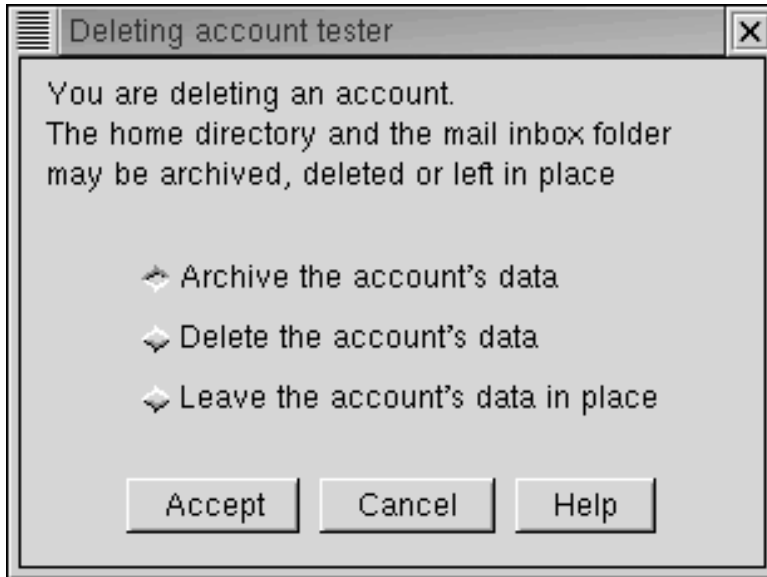 Deleting account tester
You are deleting an account.
The home directory and the mail inbox folder
may be archived, deleted or left in place
Archive the account's data
Delete the account's data
Leave the account's data in place
Accept Cancel Help